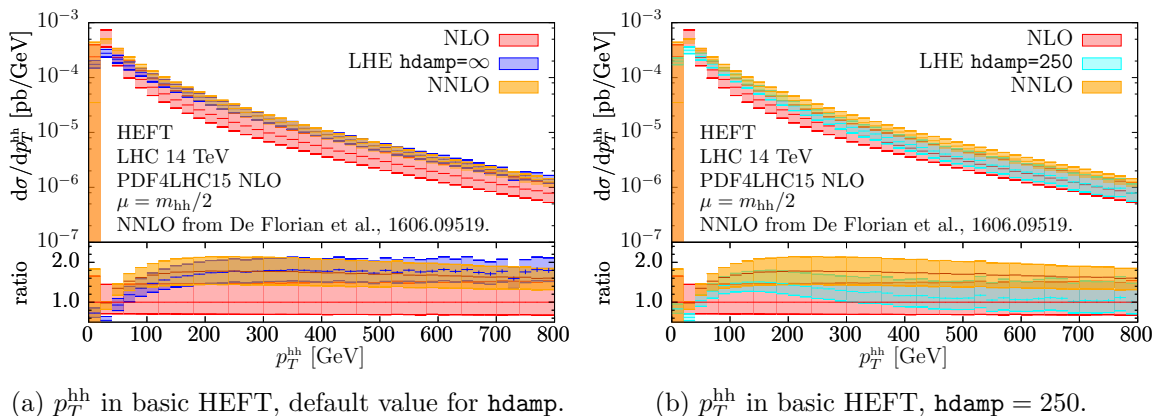 10⁻³
10⁻⁴
10⁻⁵
10⁻⁶
10⁻⁷
dσ/dp_T^hh [pb/GeV]
NLO
LHE hdamp=∞
NNLO
HEFT
LHC 14 TeV
PDF4LHC15 NLO
μ = m_hh/2
NNLO from De Florian et al., 1606.09519.
ratio
2.0
1.0
0 100 200 300 400 500 600 700 800
p_T^hh [GeV]
(a) p_T^hh in basic HEFT, default value for hdamp.
10⁻³
10⁻⁴
10⁻⁵
10⁻⁶
10⁻⁷
dσ/dp_T^hh [pb/GeV]
NLO
LHE hdamp=250
NNLO
HEFT
LHC 14 TeV
PDF4LHC15 NLO
μ = m_hh/2
NNLO from De Florian et al., 1606.09519.
ratio
2.0
1.0
0 100 200 300 400 500 600 700 800
p_T^hh [GeV]
(b) p_T^hh in basic HEFT, hdamp = 250.